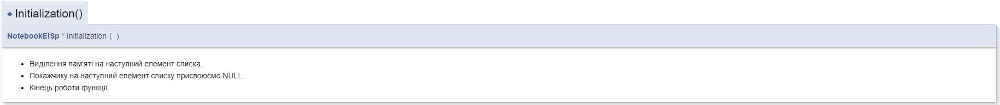 ◆ Initialization()
NotebookElSp * Initialization ( )
• Виділення пам'яті на наступний елемент списка.
• Покажчику на наступний елемент списку присвоюємо NULL.
• Кінець роботи функції.